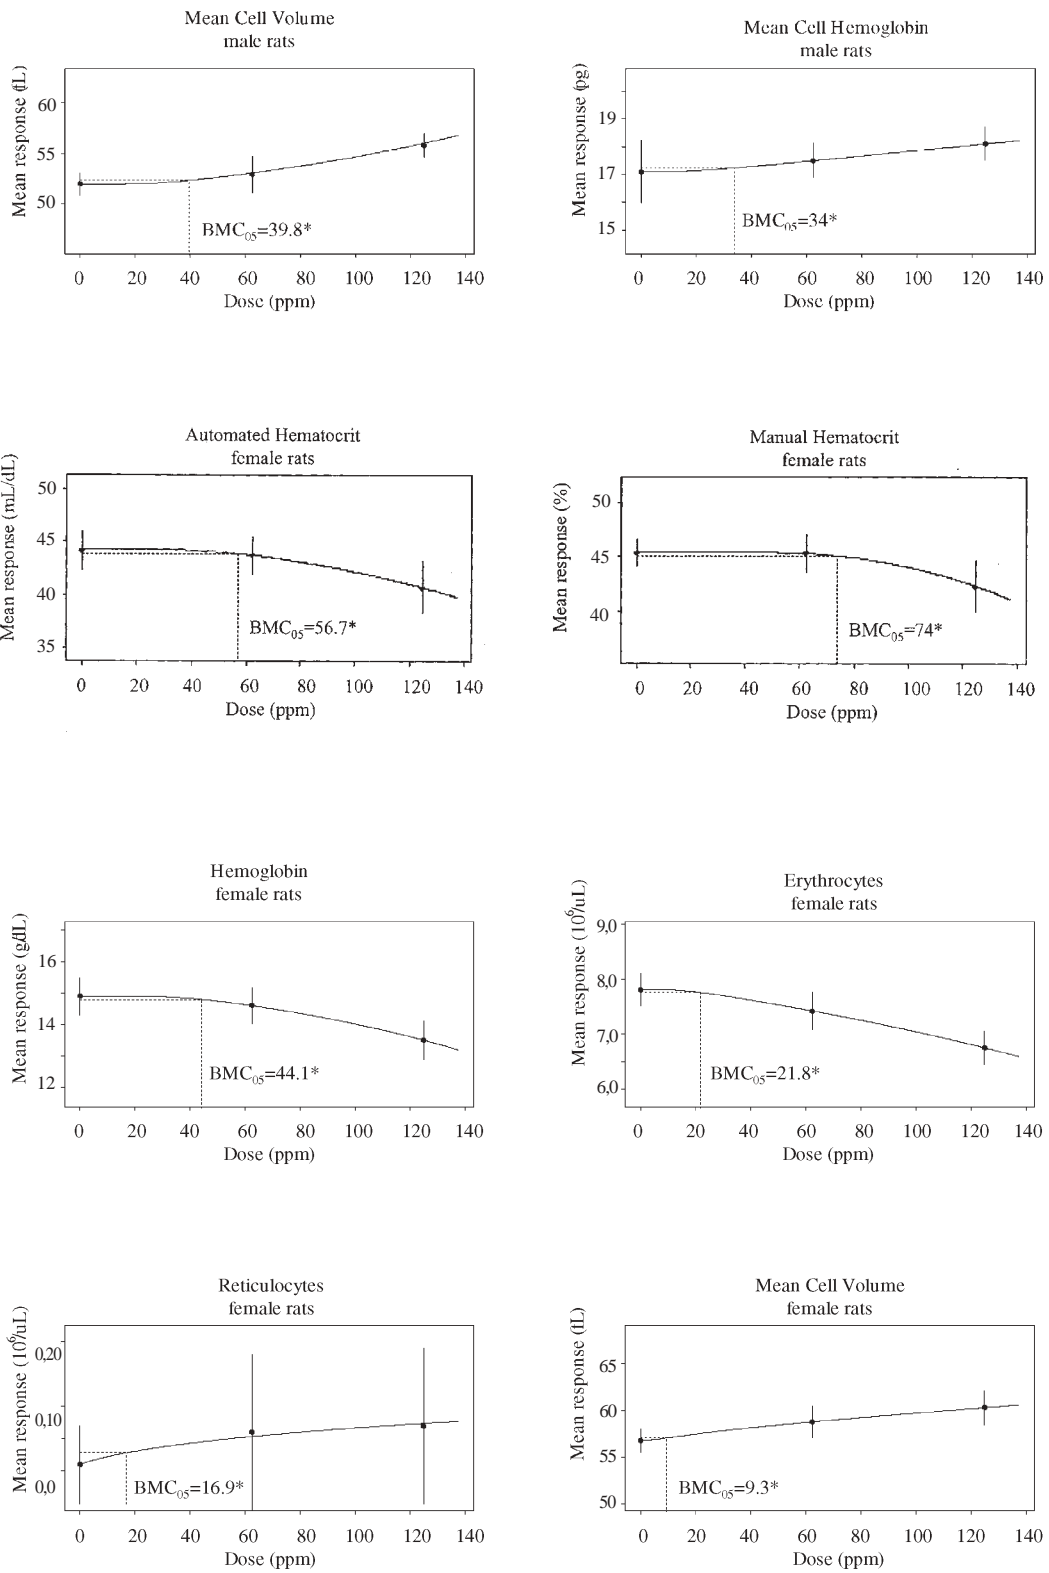 Mean Cell Volume
male rats
Mean response (fL)
60
55
50
BMC05=39.8*
0 20 40 60 80 100 120 140
Dose (ppm)
Mean Cell Hemoglobin
male rats
Mean response (pg)
19
17
15
BMC05=34*
0 20 40 60 80 100 120 140
Dose (ppm)
Automated Hematocrit
female rats
Mean response (mL/dL)
50
45
40
35
BMC05=56.7*
0 20 40 60 80 100 120 140
Dose (ppm)
Manual Hematocrit
female rats
Mean response (%)
50
45
40
BMC05=74*
0 20 40 60 80 100 120 140
Dose (ppm)
Hemoglobin
female rats
Mean response (g/dL)
16
14
12
BMC05=44.1*
0 20 40 60 80 100 120 140
Dose (ppm)
Erythrocytes
female rats
Mean response (10⁶/uL)
9,0
8,0
7,0
6,0
BMC05=21.8*
0 20 40 60 80 100 120 140
Dose (ppm)
Reticulocytes
female rats
Mean response (10⁶/uL)
0,20
0,10
0,0
BMC05=16.9*
0 20 40 60 80 100 120 140
Dose (ppm)
Mean Cell Volume
female rats
Mean response (fL)
65
60
55
50
BMC05=9.3*
0 20 40 60 80 100 120 140
Dose (ppm)